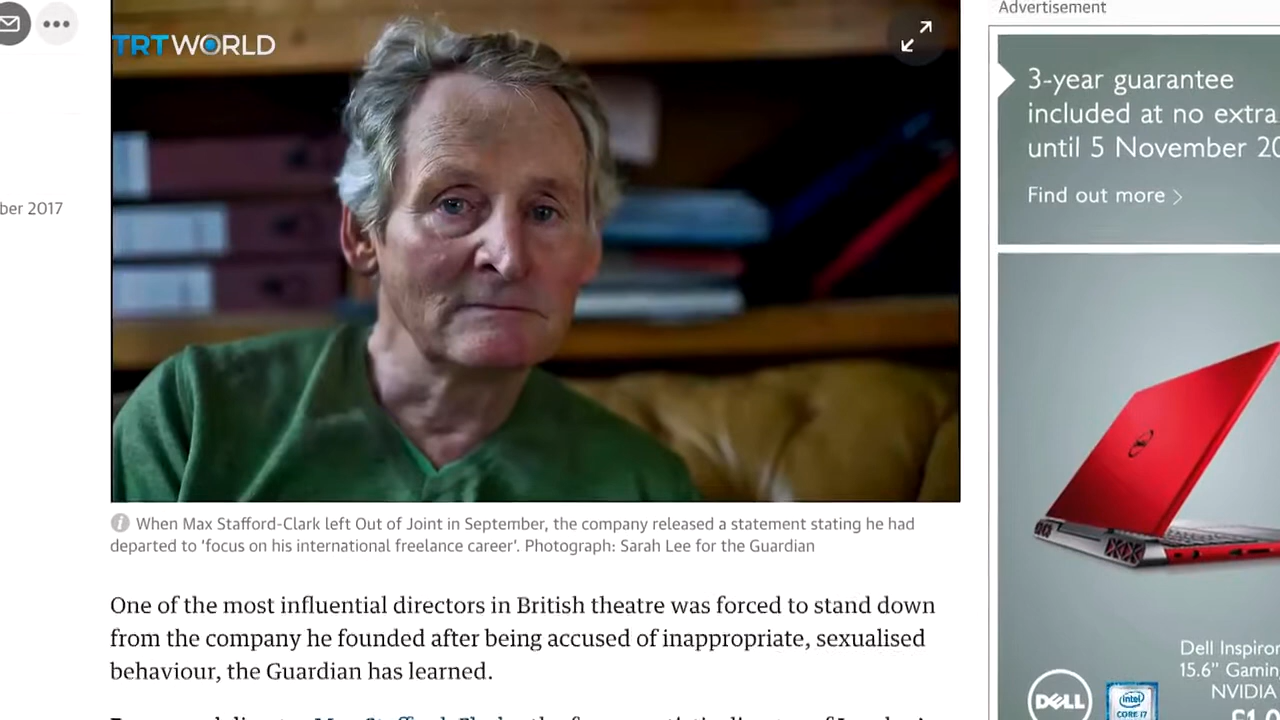 Advertisement
TRTWORLD
3-year guarantee
included at no extra
until 5 November 20
Find out more >
ber 2017
When Max Stafford-Clark left Out of Joint in September, the company released a statement stating he had
departed to 'focus on his international freelance career'. Photograph: Sarah Lee for the Guardian
One of the most influential directors in British theatre was forced to stand down
from the company he founded after being accused of inappropriate, sexualised
behaviour, the Guardian has learned.
Dell Inspiron
15.6" Gaming
NVIDIA
DELL
intel
CORE i7